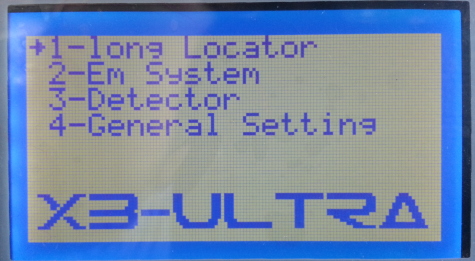 →1-long Locator
2-Em System
3-Detector
4-General Setting
X3-ULTRA